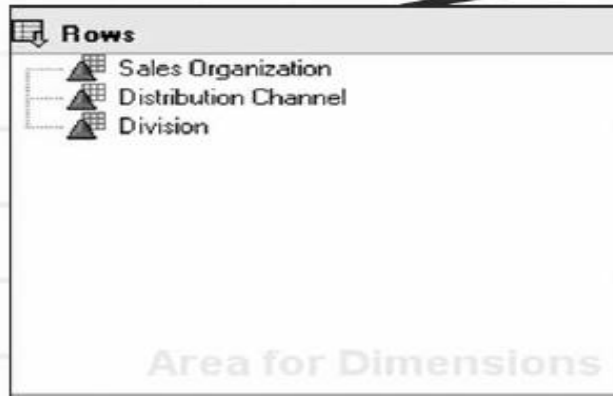 Rows
Sales Organization
Distribution Channel
Division
Area for Dimensions